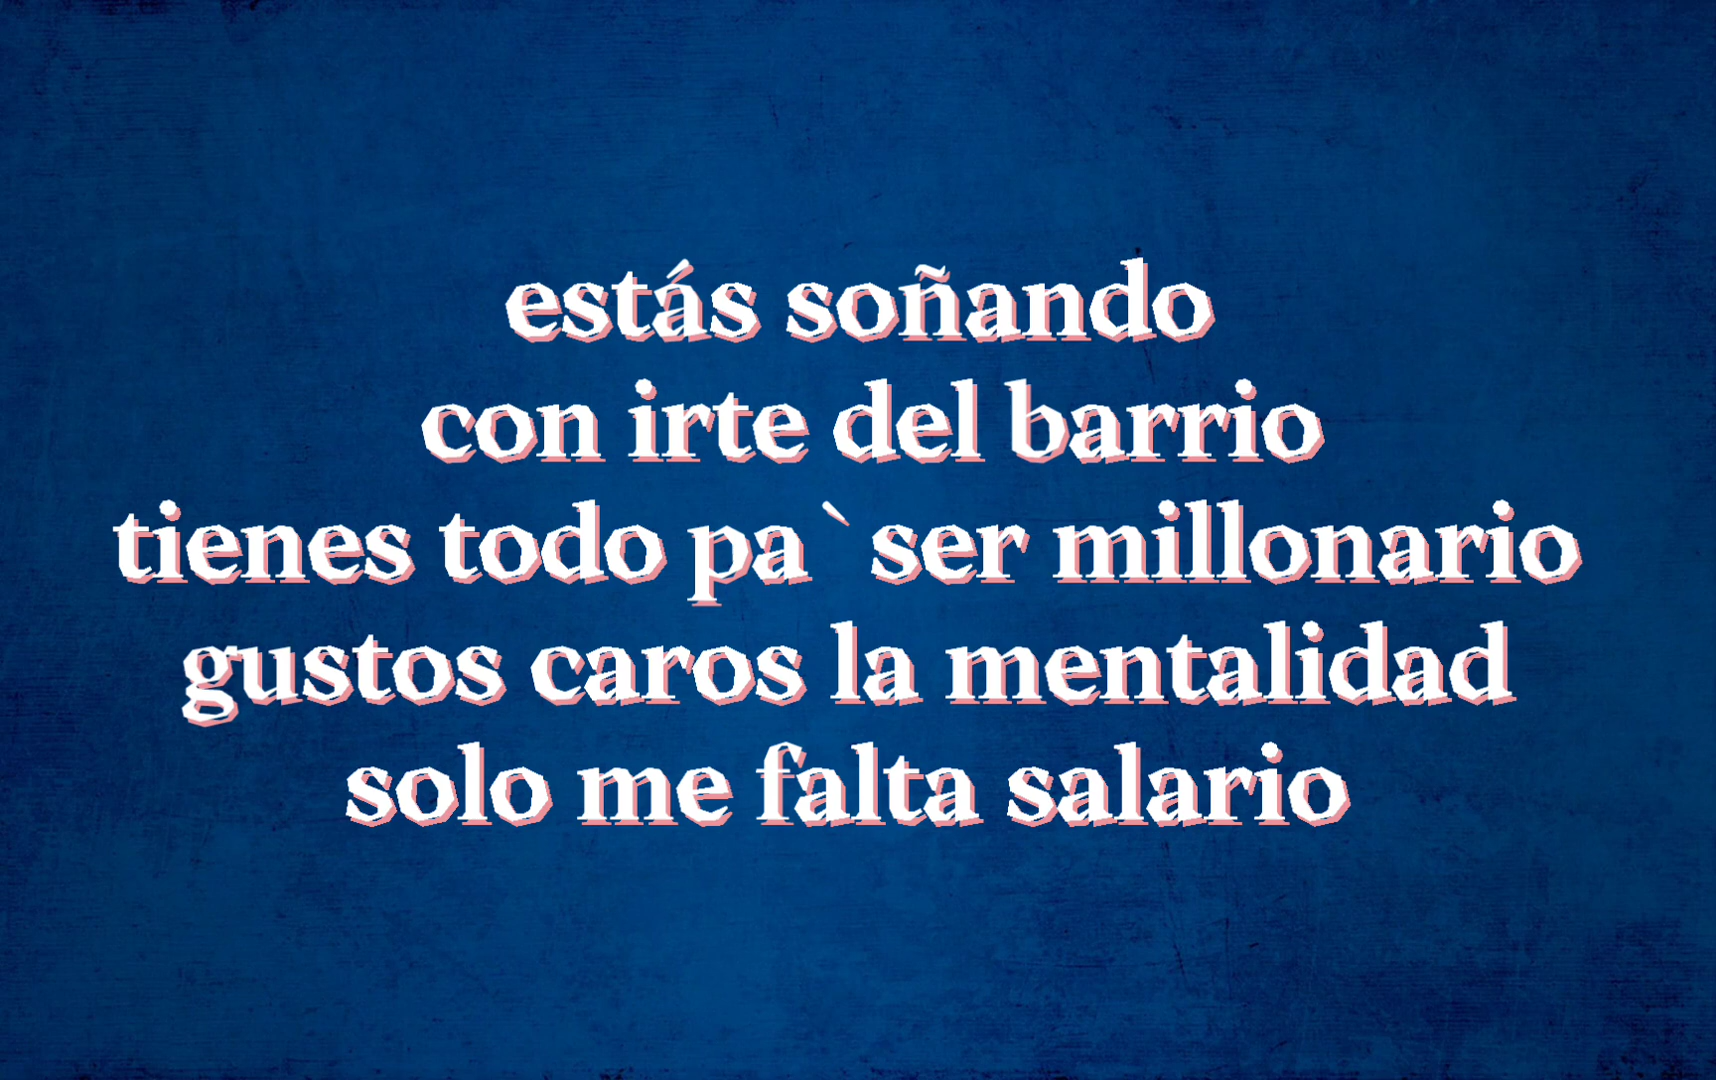 estás soñando
con irte del barrio
tienes todo pa`ser millonario
gustos caros la mentalidad
solo me falta salario